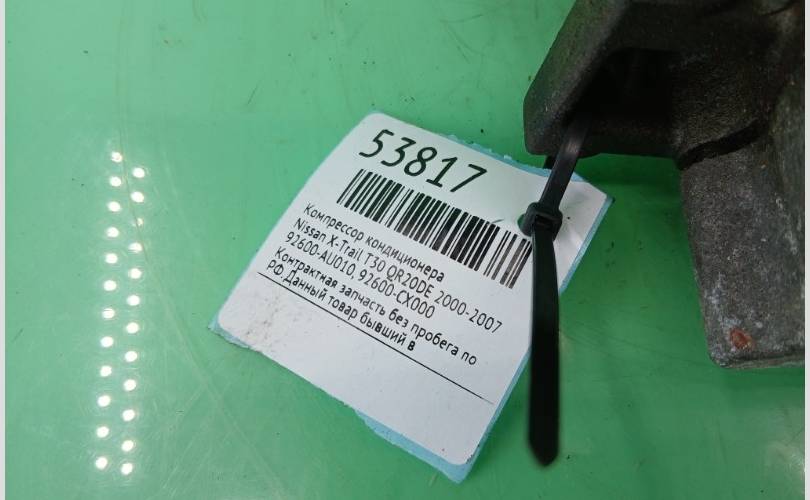 53817
Компрессор кондиционера
Nissan X-Trail T30 QR20DE 2000-2007
92600-AU010, 92600-CX000
Контрактная запчасть без пробега по
РФ. Данный товар бывший в